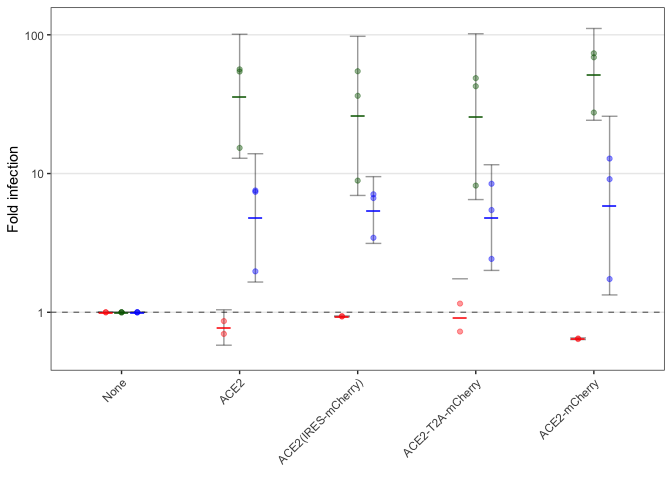 100
10
1
Fold infection
None
ACE2
ACE2(IRES-mCherry)
ACE2-T2A-mCherry
ACE2-mCherry